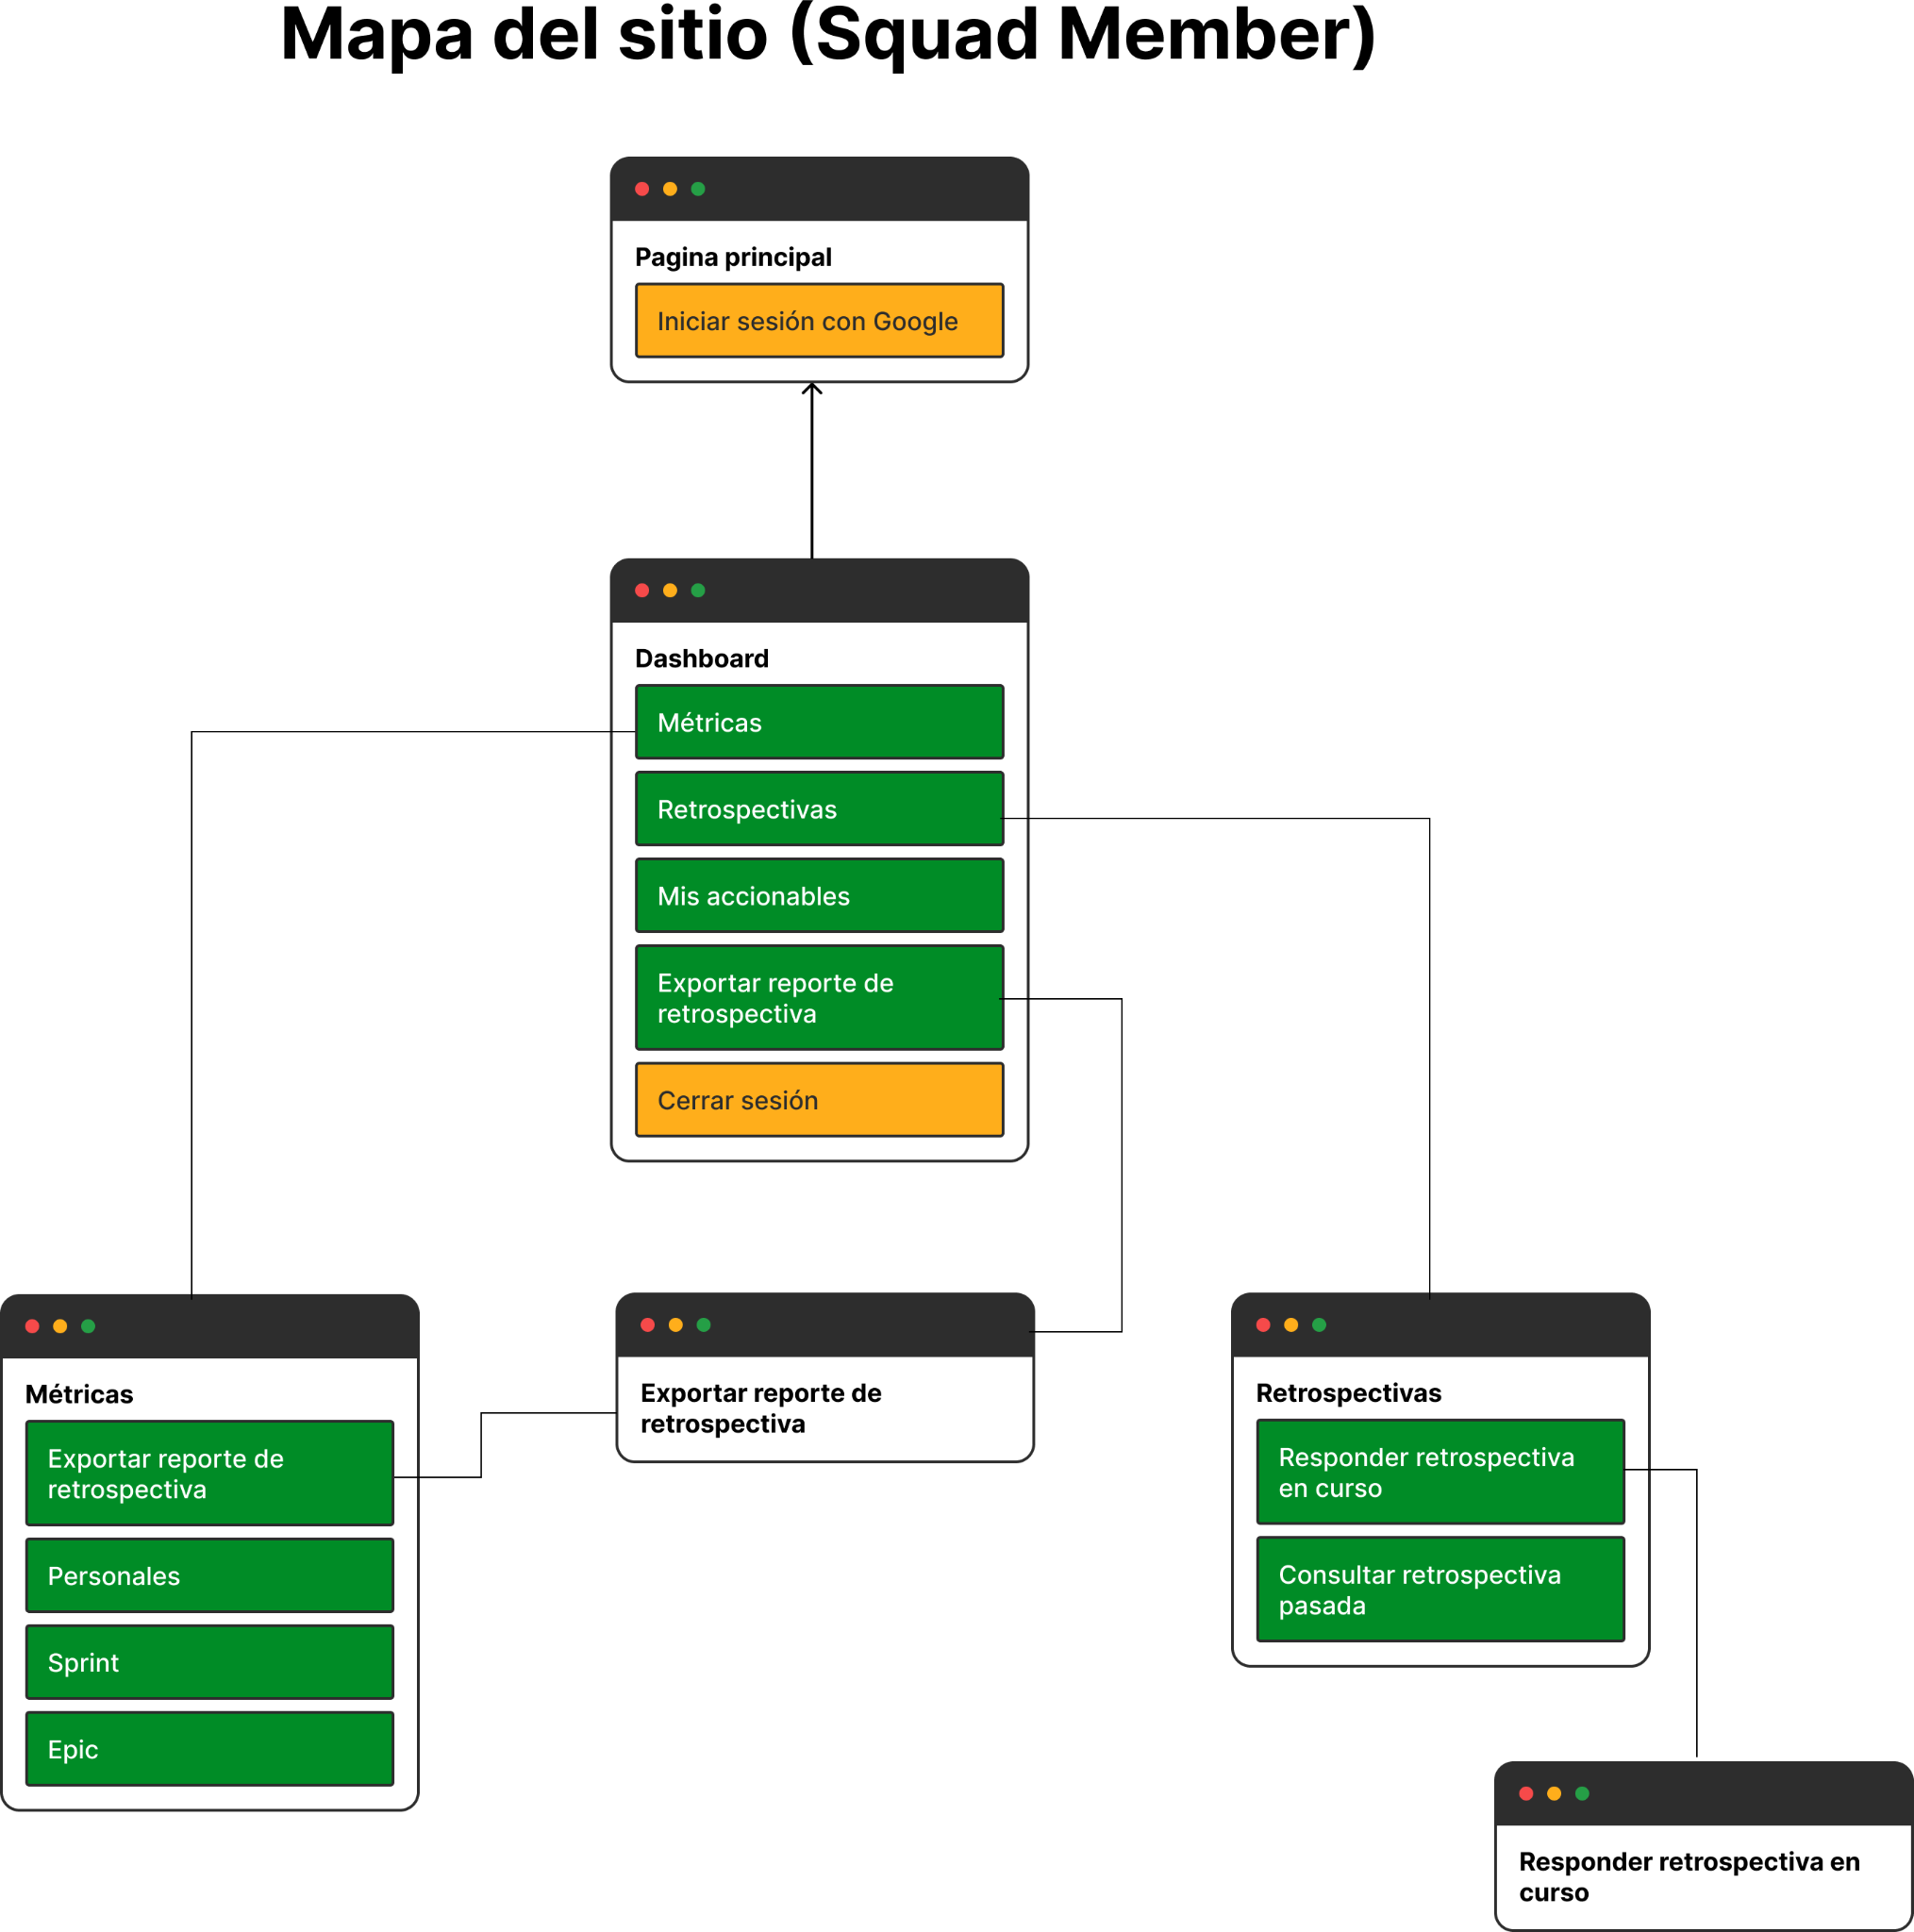 Mapa del sitio (Squad Member)
Pagina principal
Iniciar sesión con Google
Dashboard
Métricas
Retrospectivas
Mis accionables
Exportar reporte de
retrospectiva
Cerrar sesión
Métricas
Exportar reporte de
retrospectiva
Personales
Sprint
Epic
Exportar reporte de
retrospectiva
Retrospectivas
Responder retrospectiva
en curso
Consultar retrospectiva
pasada
Responder retrospectiva en
curso